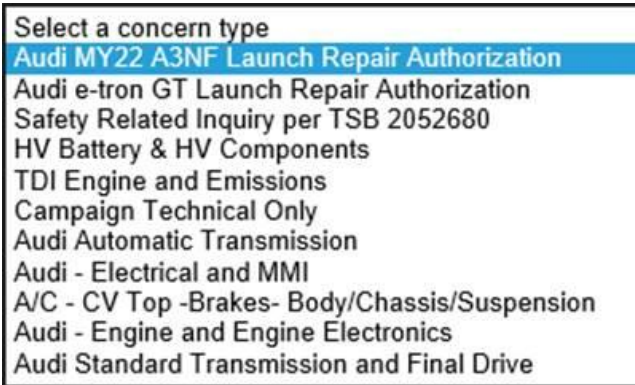 Select a concern type
Audi MY22 A3NF Launch Repair Authorization
Audi e-tron GT Launch Repair Authorization
Safety Related Inquiry per TSB 2052680
HV Battery & HV Components
TDI Engine and Emissions
Campaign Technical Only
Audi Automatic Transmission
Audi - Electrical and MMI
A/C - CV Top -Brakes- Body/Chassis/Suspension
Audi - Engine and Engine Electronics
Audi Standard Transmission and Final Drive